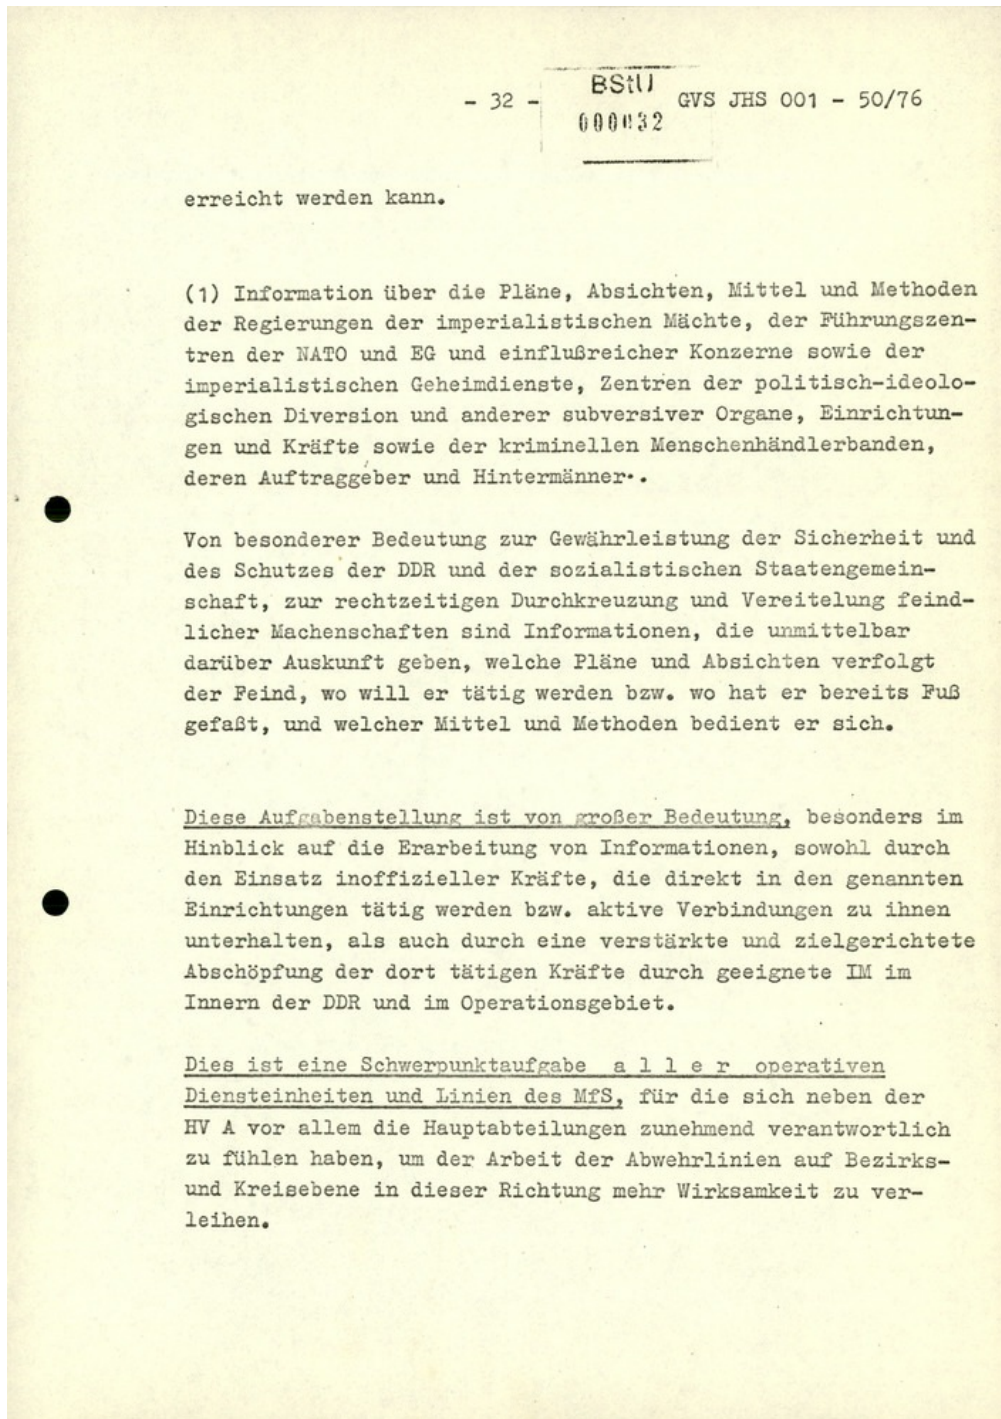 - 32 -
BStU
000032
GVS JHS 001 - 50/76
erreicht werden kann.
(1) Information über die Pläne, Absichten, Mittel und Methoden
der Regierungen der imperialistischen Mächte, der Führungszen-
tren der NATO und EG und einflußreicher Konzerne sowie der
imperialistischen Geheimdienste, Zentren der politisch-ideolo-
gischen Diversion und anderer subversiver Organe, Einrichtun-
gen und Kräfte sowie der kriminellen Menschenhändlerbanden,
deren Auftraggeber und Hintermänner.
Von besonderer Bedeutung zur Gewährleistung der Sicherheit und
des Schutzes der DDR und der sozialistischen Staatengemein-
schaft, zur rechtzeitigen Durchkreuzung und Vereitelung feind-
licher Machenschaften sind Informationen, die unmittelbar
darüber Auskunft geben, welche Pläne und Absichten verfolgt
der Feind, wo will er tätig werden bzw. wo hat er bereits Fuß
gefaßt, und welcher Mittel und Methoden bedient er sich.
Diese Aufgabenstellung ist von großer Bedeutung, besonders im
Hinblick auf die Erarbeitung von Informationen, sowohl durch
den Einsatz inoffizieller Kräfte, die direkt in den genannten
Einrichtungen tätig werden bzw. aktive Verbindungen zu ihnen
unterhalten, als auch durch eine verstärkte und zielgerichtete
Abschöpfung der dort tätigen Kräfte durch geeignete IM im
Innern der DDR und im Operationsgebiet.
Dies ist eine Schwerpunktaufgabe a l l e r operativen
Diensteinheiten und Linien des MfS, für die sich neben der
HV A vor allem die Hauptabteilungen zunehmend verantwortlich
zu fühlen haben, um der Arbeit der Abwehrlinien auf Bezirks-
und Kreisebene in dieser Richtung mehr Wirksamkeit zu ver-
leihen.